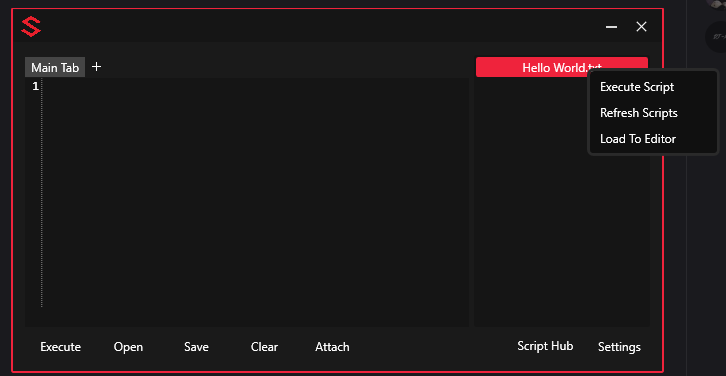 Main Tab +
Hello World.txt
1
Execute Script
Refresh Scripts
Load To Editor
Execute Open Save Clear Attach Script Hub Settings